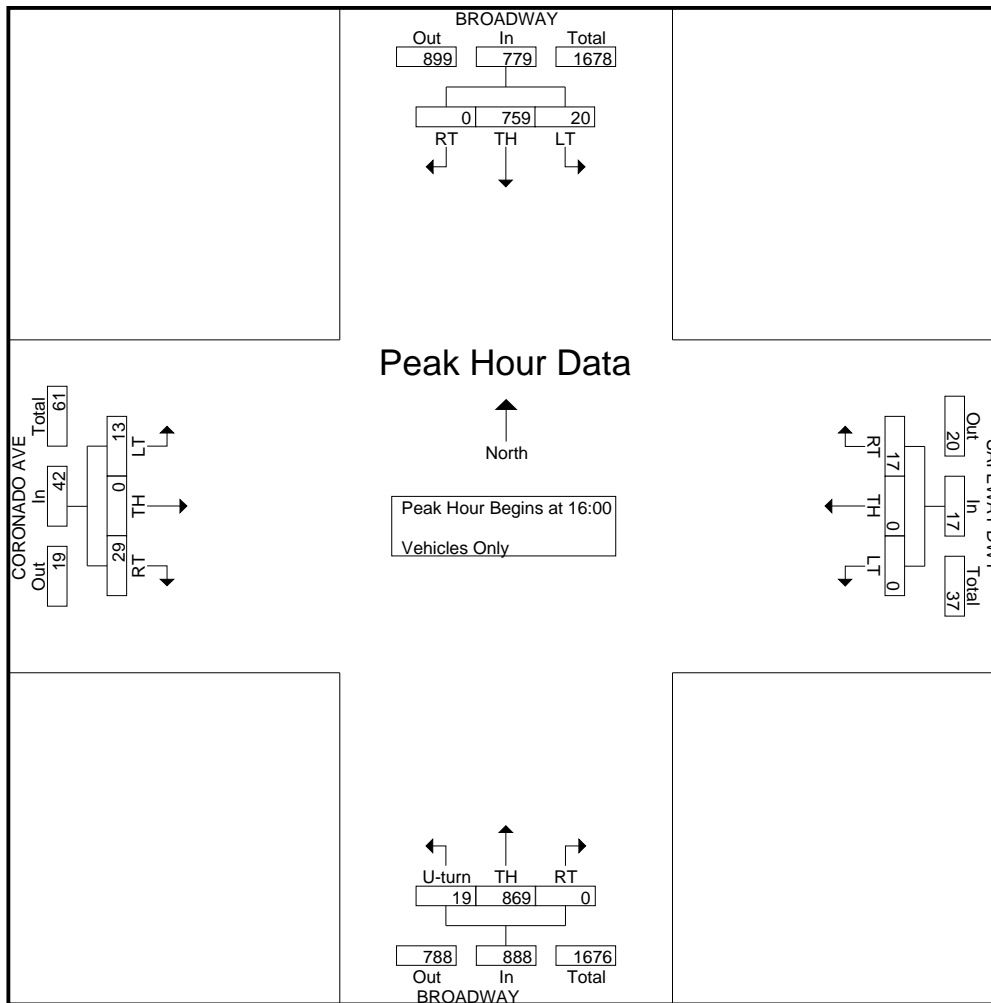 BROADWAY
Out In Total
899 779 1678
0 759 20
RT TH LT
Peak Hour Data
North
Peak Hour Begins at 16:00
Vehicles Only
CORONADO AVE
Total In Out
61 42 19
13 0 29
LT TH RT
RT TH LT
17 0 0
Out In Total
20 17 37
U-turn TH RT
19 869 0
788 888 1676
Out In Total
BROADWAY